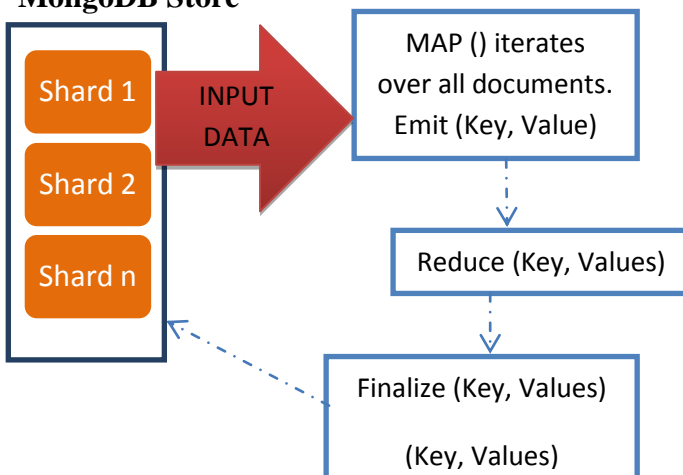 MongoDB Store
Shard 1
Shard 2
Shard n
INPUT
DATA
MAP () iterates
over all documents.
Emit (Key, Value)
Reduce (Key, Values)
Finalize (Key, Values)
(Key, Values)